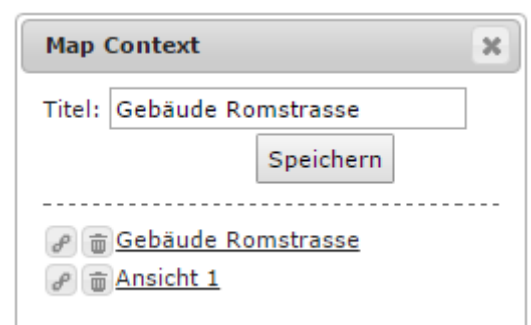 Map Context
Titel: Gebäude Romstrasse
Speichern
Gebäude Romstrasse
Ansicht 1